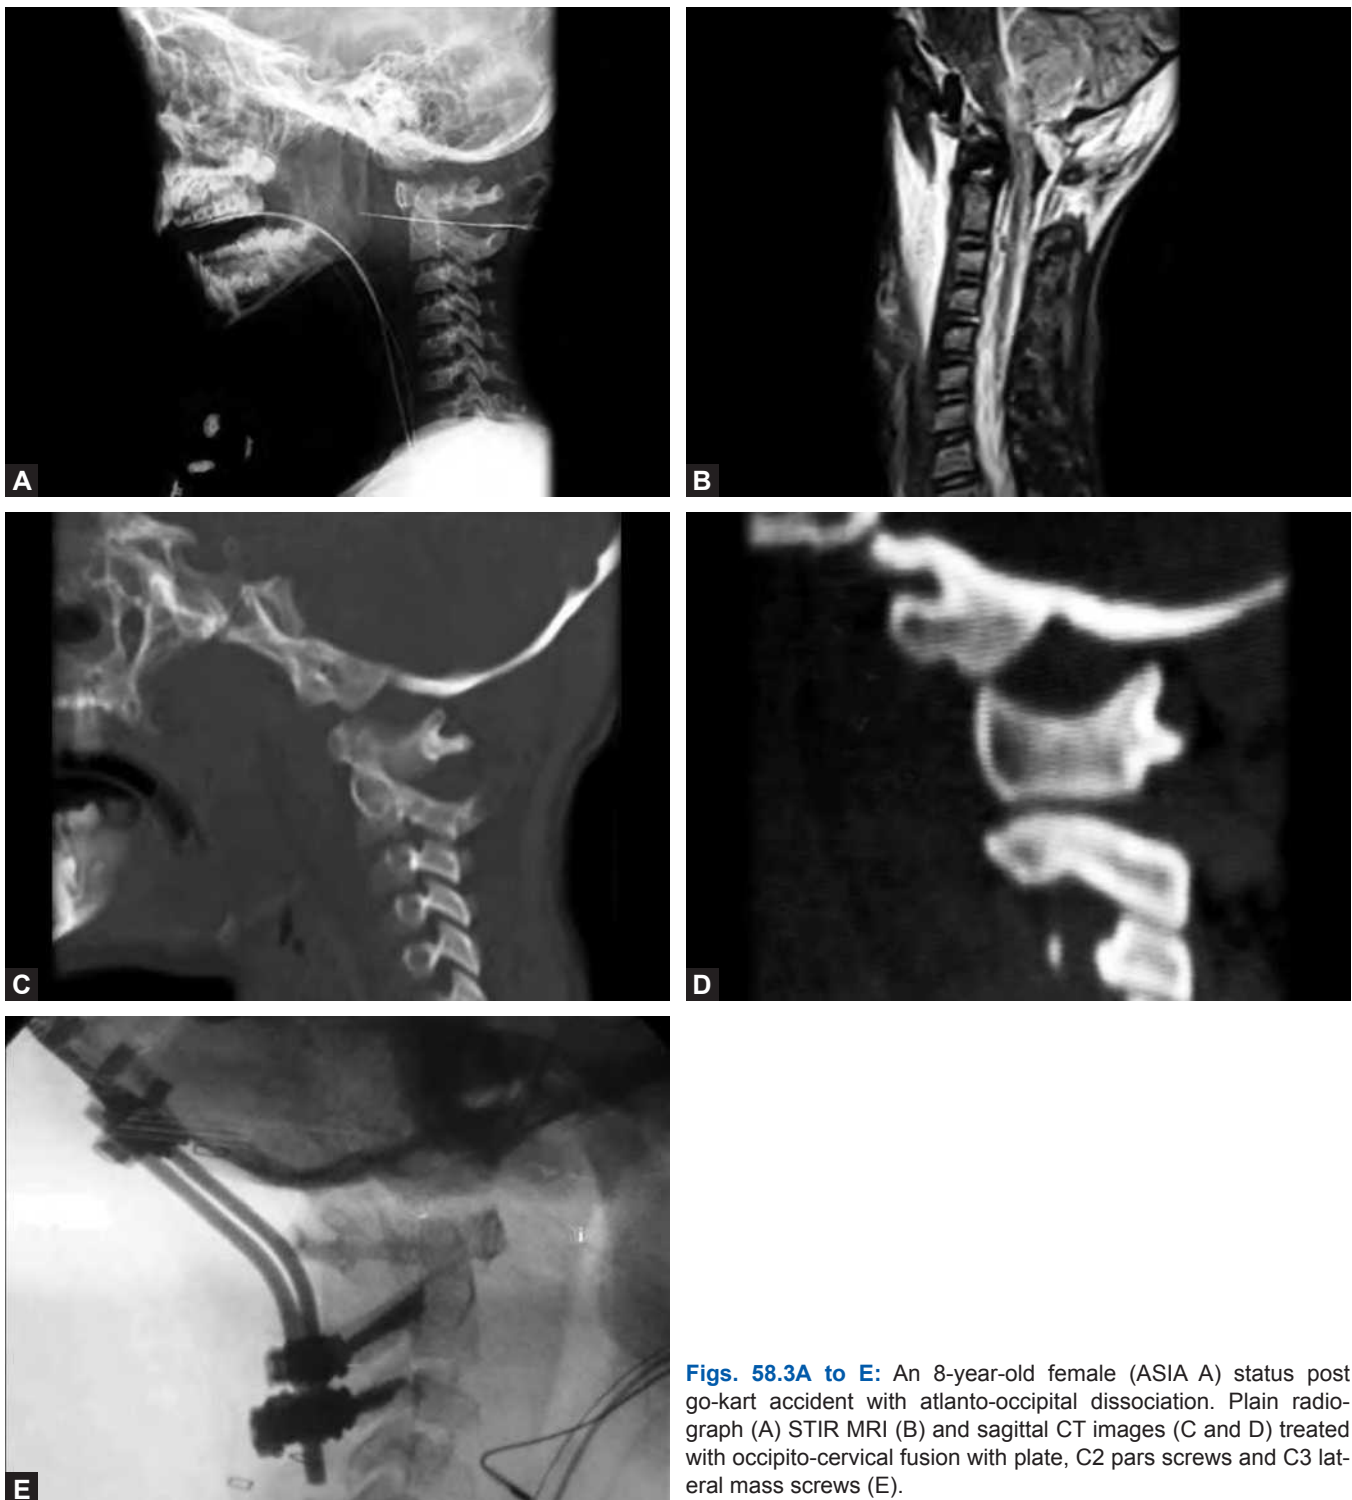 A
B
C
D
E
Figs. 58.3A to E: An 8-year-old female (ASIA A) status post
go-kart accident with atlanto-occipital dissociation. Plain radio-
graph (A) STIR MRI (B) and sagittal CT images (C and D) treated
with occipito-cervical fusion with plate, C2 pars screws and C3 lat-
eral mass screws (E).